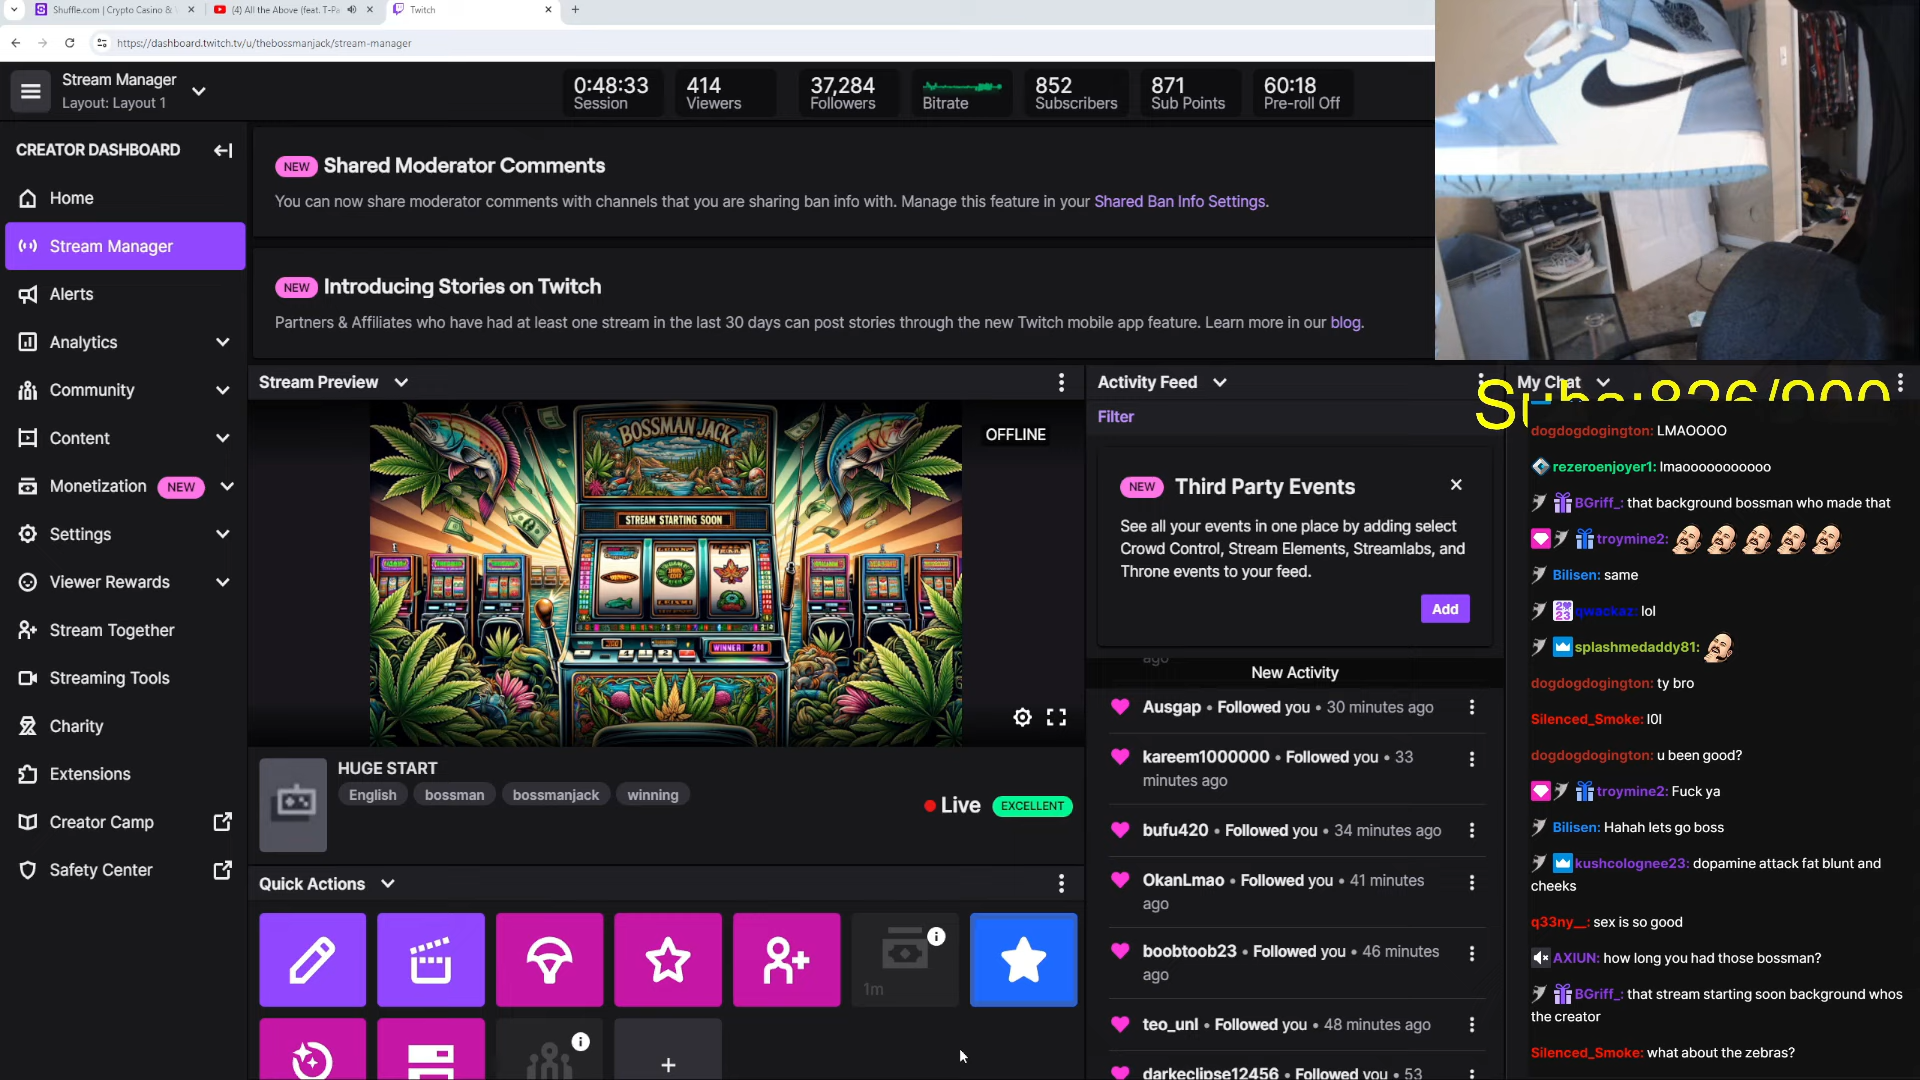 Shuffle.com | Crypto Casino &
(4) All the Above (feat. T-Pa
Twitch
https://dashboard.twitch.tv/u/thebossmanjack/stream-manager
Stream Manager
Layout: Layout 1
0:48:33
Session
414
Viewers
37,284
Followers
Bitrate
852
Subscribers
871
Sub Points
60:18
Pre-roll Off
CREATOR DASHBOARD
Home
Stream Manager
Alerts
Analytics
Community
Content
Monetization NEW
Settings
Viewer Rewards
Stream Together
Streaming Tools
Charity
Extensions
Creator Camp
Safety Center
NEW Shared Moderator Comments
You can now share moderator comments with channels that you are sharing ban info with. Manage this feature in your Shared Ban Info Settings.
NEW Introducing Stories on Twitch
Partners & Affiliates who have had at least one stream in the last 30 days can post stories through the new Twitch mobile app feature. Learn more in our blog.
Stream Preview
OFFLINE
BOSSMAN JACK
STREAM STARTING SOON
HUGE START
English
bossman
bossmanjack
winning
Live
EXCELLENT
Quick Actions
1m
Activity Feed
Filter
NEW Third Party Events
See all your events in one place by adding select
Crowd Control, Stream Elements, Streamlabs, and
Throne events to your feed.
Add
ago
New Activity
Ausgap • Followed you • 30 minutes ago
kareem1000000 • Followed you • 33
minutes ago
bufu420 • Followed you • 34 minutes ago
OkanLmao • Followed you • 41 minutes
ago
boobtoob23 • Followed you • 46 minutes
ago
teo_unl • Followed you • 48 minutes ago
darkeclipse12456 • Followed you • 53
My Chat
Subs:826/900
dogdogdogington: LMAOOOO
rezeroenjoyer1: lmaooooooooooo
BGriff_: that background bossman who made that
troymine2:
Bilisen: same
qwackaz: lol
splashmedaddy81:
dogdogdogington: ty bro
Silenced_Smoke: l0l
dogdogdogington: u been good?
troymine2: Fuck ya
Bilisen: Hahah lets go boss
kushcolognee23: dopamine attack fat blunt and
cheeks
q33ny__: sex is so good
AXIUN: how long you had those bossman?
BGriff_: that stream starting soon background whos
the creator
Silenced_Smoke: what about the zebras?